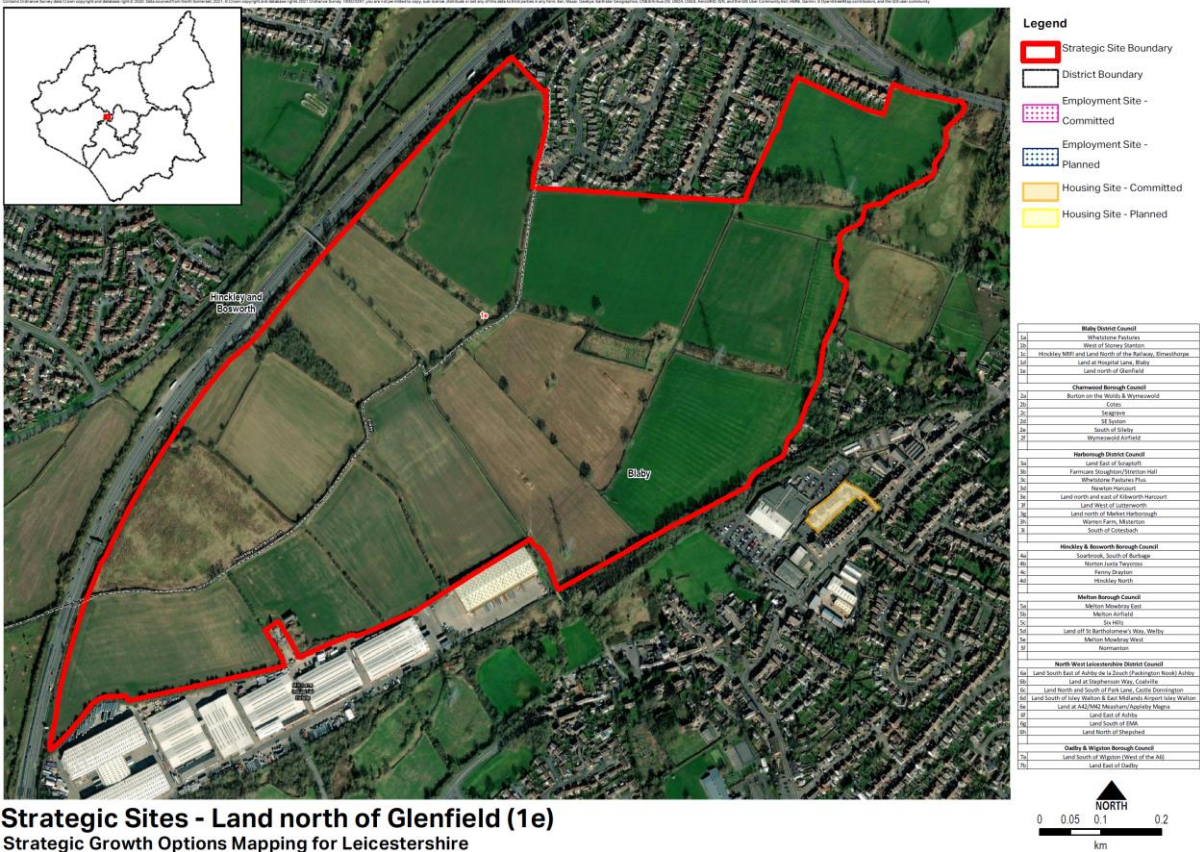 Legend
Strategic Site Boundary
District Boundary
Employment Site -
Committed
Employment Site -
Planned
Housing Site - Committed
Housing Site - Planned
Hinckley and
Bosworth
1e
Blaby
Blaby District Council
1a Whetstone Pastures
1b West of Stoney Stanton
1c Hinckley NRFI and Land North of the Railway, Elmesthorpe
1d Land at Hospital Lane, Blaby
1e Land north of Glenfield
Charnwood Borough Council
2a Burton on the Wolds & Wymeswold
2b Cotes
2c Seagrave
2d SE Syston
2e South of Sileby
2f Wymeswold Airfield
Harborough District Council
3a Land East of Scraptoft
3b Farmcare Stoughton/Stretton Hall
3c Whetstone Pastures Plus
3d Newton Harcourt
3e Land north and east of Kibworth Harcourt
3f Land West of Lutterworth
3g Land north of Market Harborough
3h Warren Farm, Misterton
3i South of Cotesbach
Hinckley & Bosworth Borough Council
4a Soarbrook, South of Burbage
4b Norton Juxta Twycross
4c Fenny Drayton
4d Hinckley North
Melton Borough Council
5a Melton Mowbray East
5b Melton Airfield
5c Six Hills
5d Land off St Bartholomew's Way, Welby
5e Melton Mowbray West
5f Normanton
North West Leicestershire District Council
6a Land South East of Ashby de la Zouch (Packington Nook) Ashby
6b Land at Stephenson Way, Coalville
6c Land North and South of Park Lane, Castle Donnington
6d Land South of Isley Walton & East Midlands Airport Isley Walton
6e Land at A42/M42 Measham/Appleby Magna
6f Land East of Ashby
6g Land South of EMA
6h Land North of Shepshed
Oadby & Wigston Borough Council
7a Land South of Wigston (West of the A6)
7b Land East of Oadby
NORTH
0 0.05 0.1 0.2
km
Strategic Sites - Land north of Glenfield (1e)
Strategic Growth Options Mapping for Leicestershire